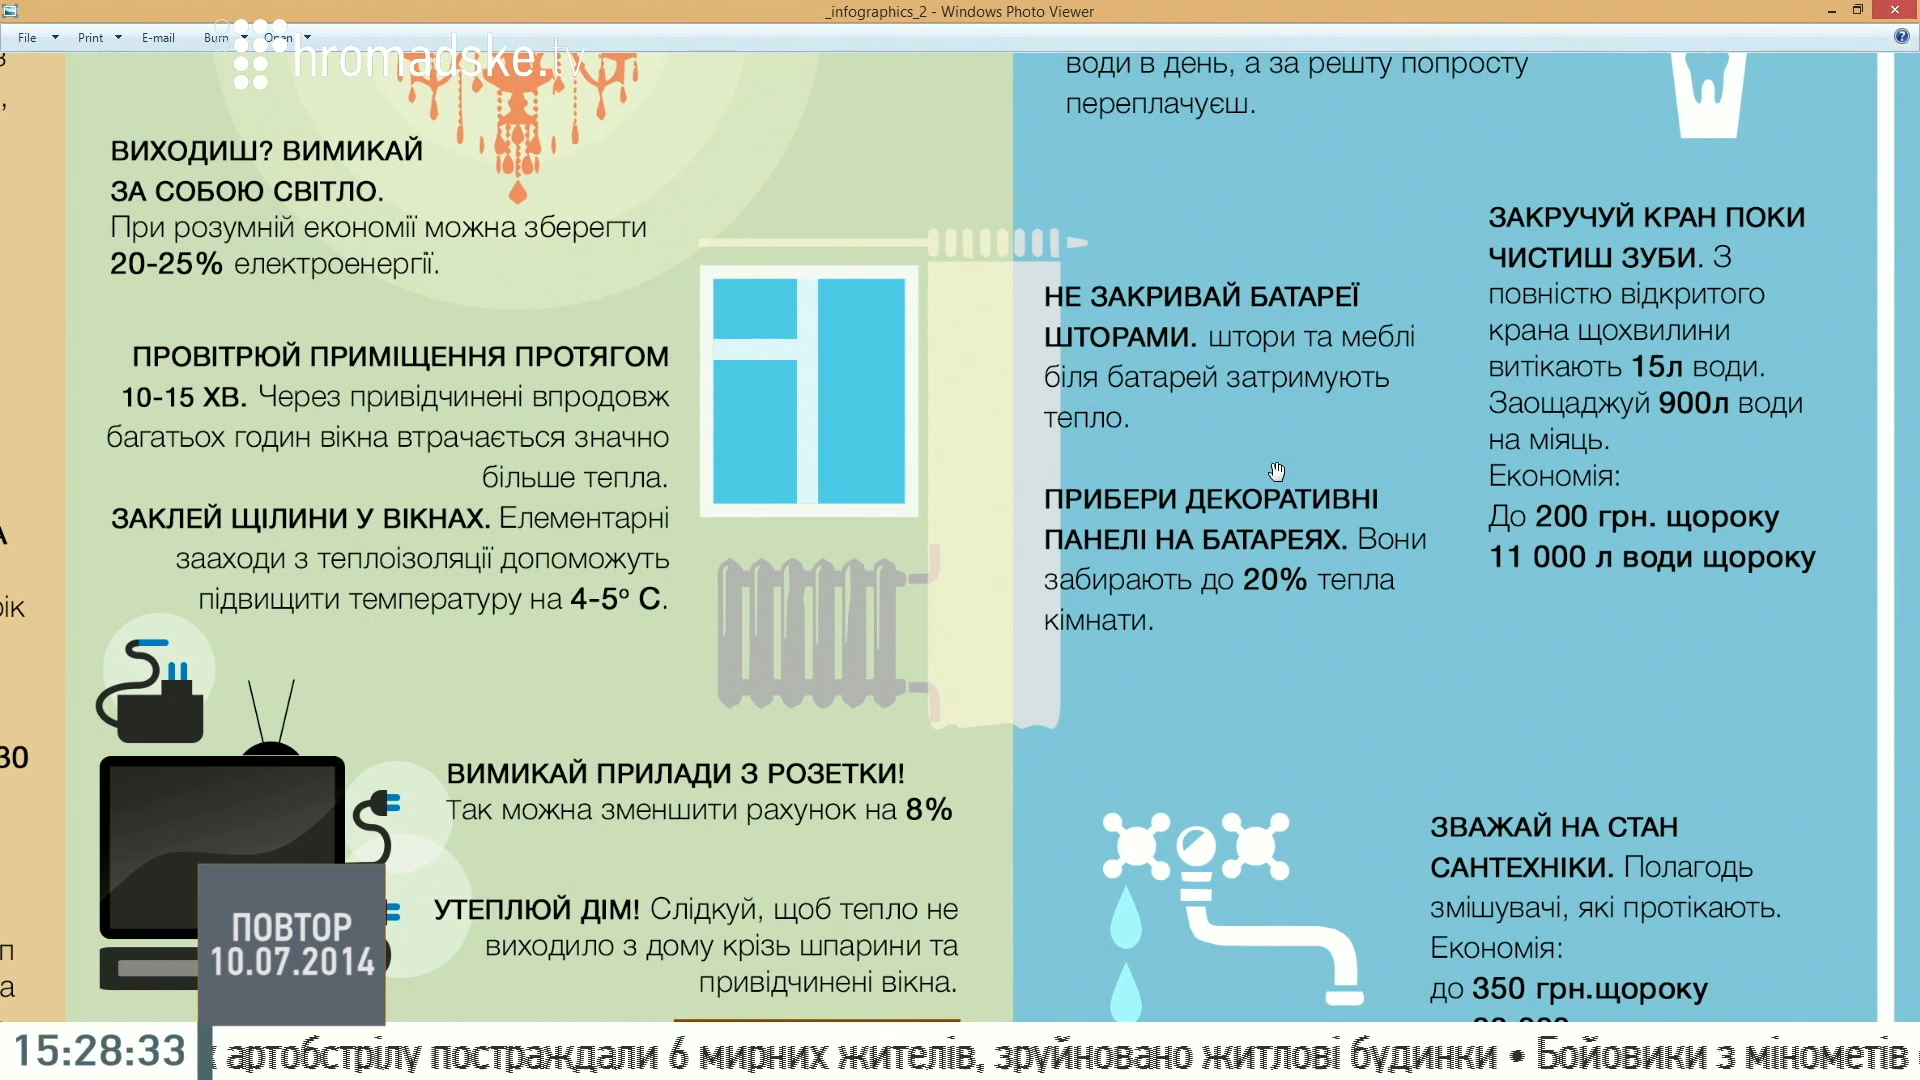 _infographics_2 - Windows Photo Viewer
File Print E-mail Burn Open
hromadske.tv
води в день, а за решту попросту
переплачуєш.
ВИХОДИШ? ВИМИКАЙ
ЗА СОБОЮ СВІТЛО.
При розумній економії можна зберегти
20-25% електроенергії.
ПРОВІТРЮЙ ПРИМІЩЕННЯ ПРОТЯГОМ
10-15 ХВ. Через привідчинені впродовж
багатьох годин вікна втрачається значно
більше тепла.
ЗАКЛЕЙ ЩІЛИНИ У ВІКНАХ. Елементарні
зааходи з теплоізоляції допоможуть
підвищити температуру на 4-5º С.
НЕ ЗАКРИВАЙ БАТАРЕЇ
ШТОРАМИ. штори та меблі
біля батарей затримують
тепло.
ПРИБЕРИ ДЕКОРАТИВНІ
ПАНЕЛІ НА БАТАРЕЯХ. Вони
забирають до 20% тепла
кімнати.
ЗАКРУЧУЙ КРАН ПОКИ
ЧИСТИШ ЗУБИ. З
повністю відкритого
крана щохвилини
витікають 15л води.
Заощаджуй 900л води
на міяць.
Економія:
До 200 грн. щороку
11 000 л води щороку
ВИМИКАЙ ПРИЛАДИ З РОЗЕТКИ!
Так можна зменшити рахунок на 8%
УТЕПЛЮЙ ДІМ! Слідкуй, щоб тепло не
виходило з дому крізь шпарини та
привідчинені вікна.
ЗВАЖАЙ НА СТАН
САНТЕХНІКИ. Полагодь
змішувачі, які протікають.
Економія:
до 350 грн.щороку
30
ПОВТОР
10.07.2014
15:28:33
артобстрілу постраждали 6 мирних жителів, зруйновано житлові будинки • Бойовики з мінометів